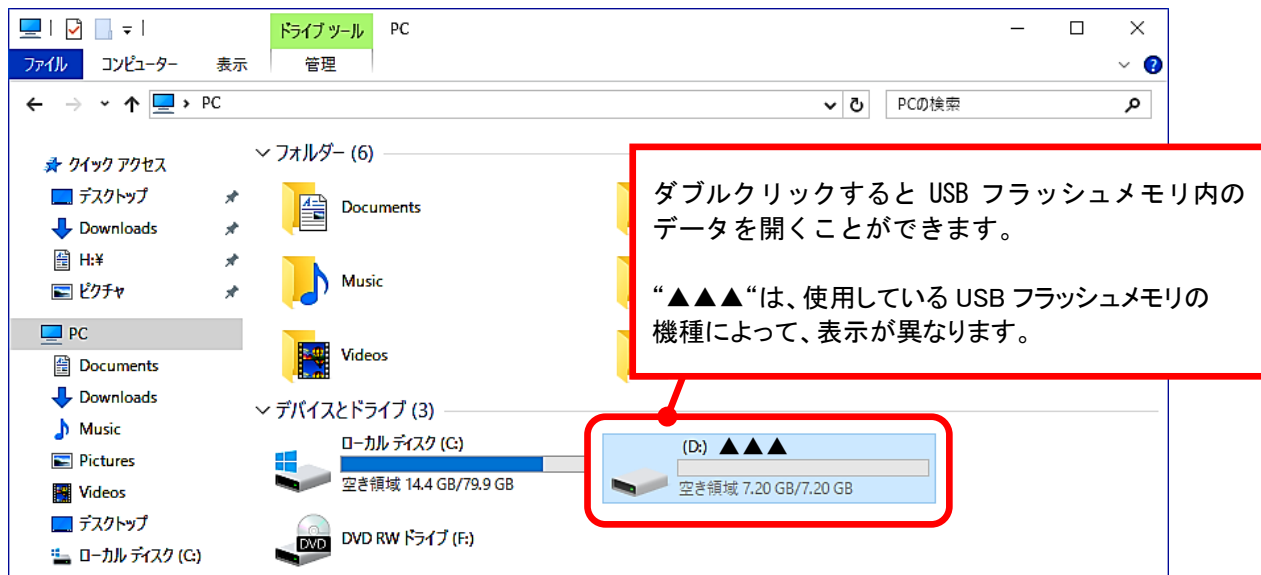 ドライブ ツール PC
ファイル コンピューター 表示 管理
PC PCの検索
クイック アクセス
デスクトップ
Downloads
H:¥
ピクチャ
PC
Documents
Downloads
Music
Pictures
Videos
デスクトップ
ローカル ディスク (C:)
フォルダー (6)
Documents
Music
Videos
ダブルクリックすると USB フラッシュメモリ内の
データを開くことができます。
“▲▲▲“は、使用している USB フラッシュメモリの
機種によって、表示が異なります。
デバイスとドライブ (3)
ローカル ディスク (C:)
空き領域 14.4 GB/79.9 GB
(D:) ▲▲▲
空き領域 7.20 GB/7.20 GB
DVD
DVD RW ドライブ (F:)